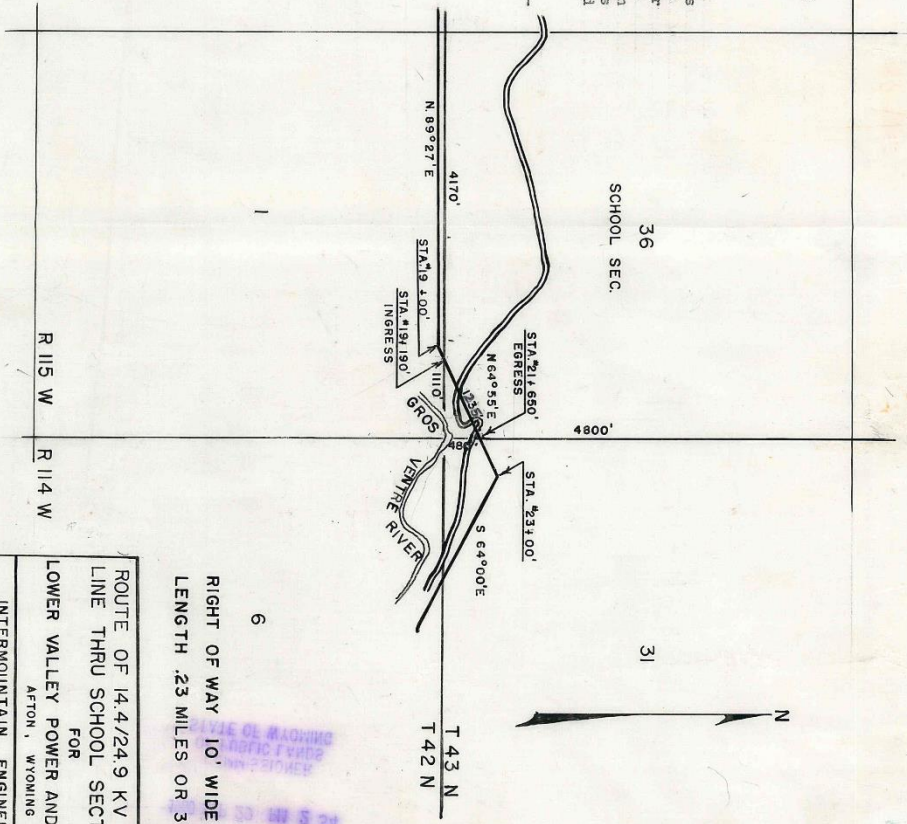 36
SCHOOL SEC.
31
N
4800'
STA. #21+650'
EGRESS
N 64°55' E
1235'
480'
STA. #23+00'
S 64°00' E
4170'
N. 89°27' E
STA. #19+00'
STA. #19+190'
INGRESS
1110'
GROS VENTRE RIVER
T 43 N
T 42 N
1
6
R 115 W
R 114 W
RIGHT OF WAY 10' WIDE
LENGTH .23 MILES OR 3
STATE OF WYOMING
PUBLIC LANDS
ROUTE OF 14.4/24.9 KV
LINE THRU SCHOOL SECT
FOR
LOWER VALLEY POWER AND
AFTON, WYOMING
INTERMOUNTAIN ENGINEE